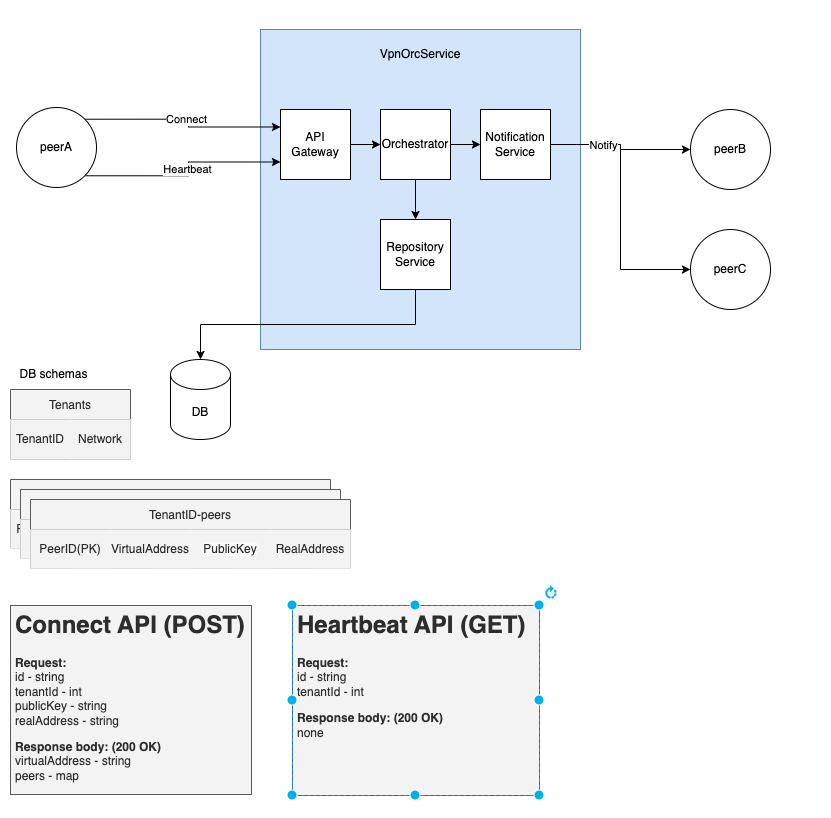 VpnOrcService
Connect
Heartbeat
peerA
API
Gateway
Orchestrator
Notification
Service
Notify
peerB
peerC
Repository
Service
DB
DB schemas
Tenants
TenantID Network
TenantID-peers
PeerID(PK) VirtualAddress PublicKey RealAddress
Connect API (POST)
Request:
id - string
tenantId - int
publicKey - string
realAddress - string
Response body: (200 OK)
virtualAddress - string
peers - map
Heartbeat API (GET)
Request:
id - string
tenantId - int
Response body: (200 OK)
none